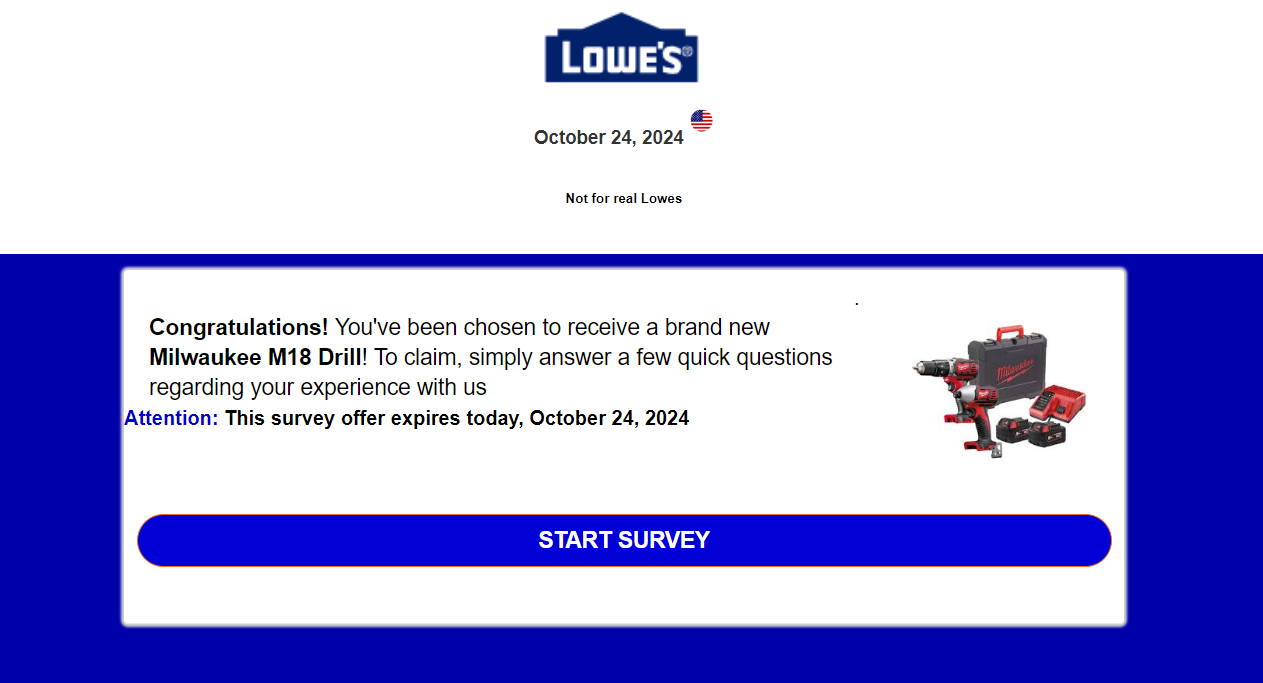 LOWE'S®
October 24, 2024
Not for real Lowes
.
Congratulations! You've been chosen to receive a brand new
Milwaukee M18 Drill! To claim, simply answer a few quick questions
regarding your experience with us
Milwaukee
Attention: This survey offer expires today, October 24, 2024
START SURVEY